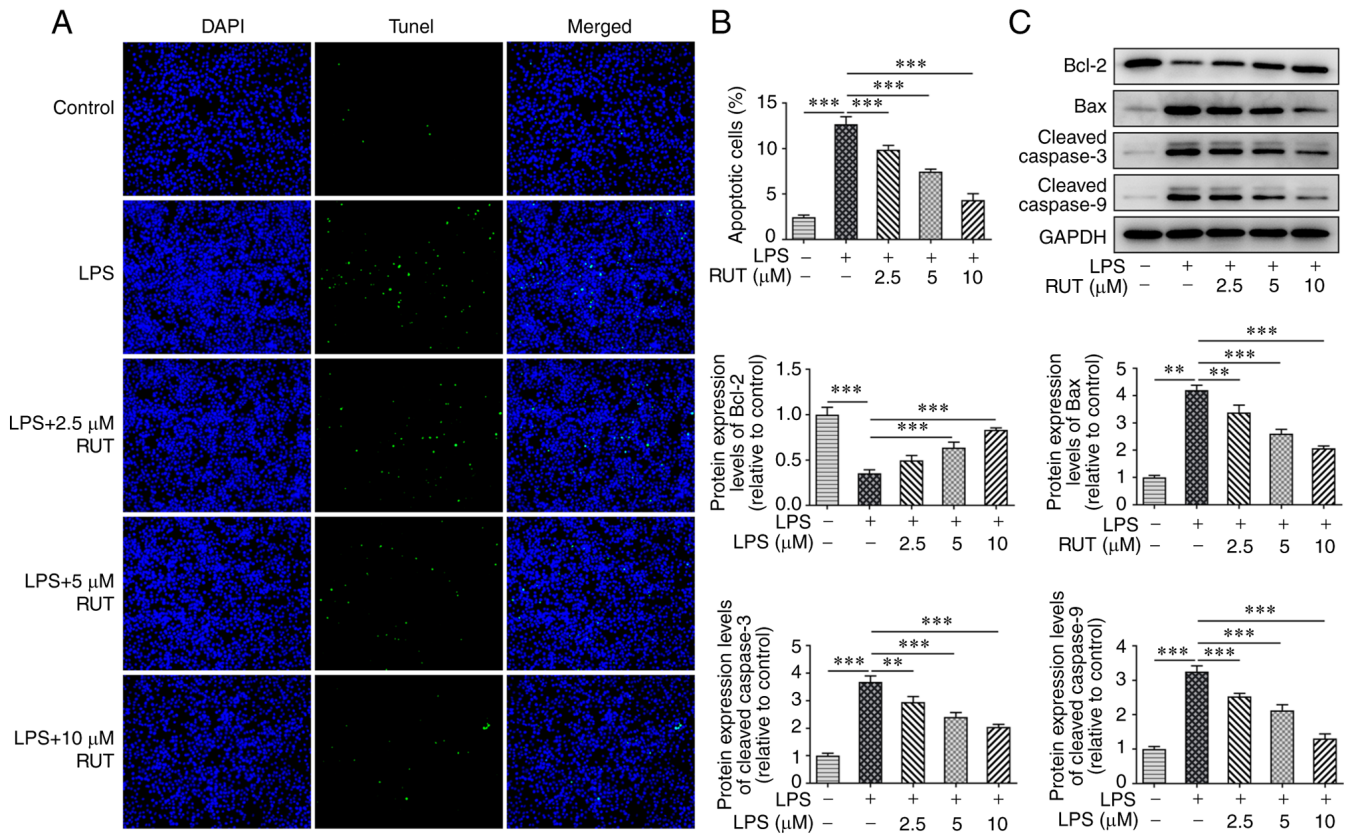 A
DAPI
Tunel
Merged
Control
LPS
LPS+2.5 μM
RUT
LPS+5 μM
RUT
LPS+10 μM
RUT
B
Apoptotic cells (%)
15
10
5
0
*** *** *** ***
LPS – + + + +
RUT (μM) – – 2.5 5 10
C
Bcl-2
Bax
Cleaved
caspase-3
Cleaved
caspase-9
GAPDH
LPS – + + + +
RUT (μM) – – 2.5 5 10
Protein expression
levels of Bcl-2
(relative to control)
1.5
1.0
0.5
0.0
*** *** ***
LPS – + + + +
LPS (μM) – – 2.5 5 10
Protein expression
levels of Bax
(relative to control)
5
4
3
2
1
0
** ** *** ***
LPS – + + + +
RUT (μM) – – 2.5 5 10
Protein expression levels
of cleaved caspase-3
(relative to control)
5
4
3
2
1
0
*** ** *** ***
LPS – + + + +
LPS (μM) – – 2.5 5 10
Protein expression levels
of cleaved caspase-9
(relative to control)
4
3
2
1
0
*** *** *** ***
LPS – + + + +
LPS (μM) – – 2.5 5 10